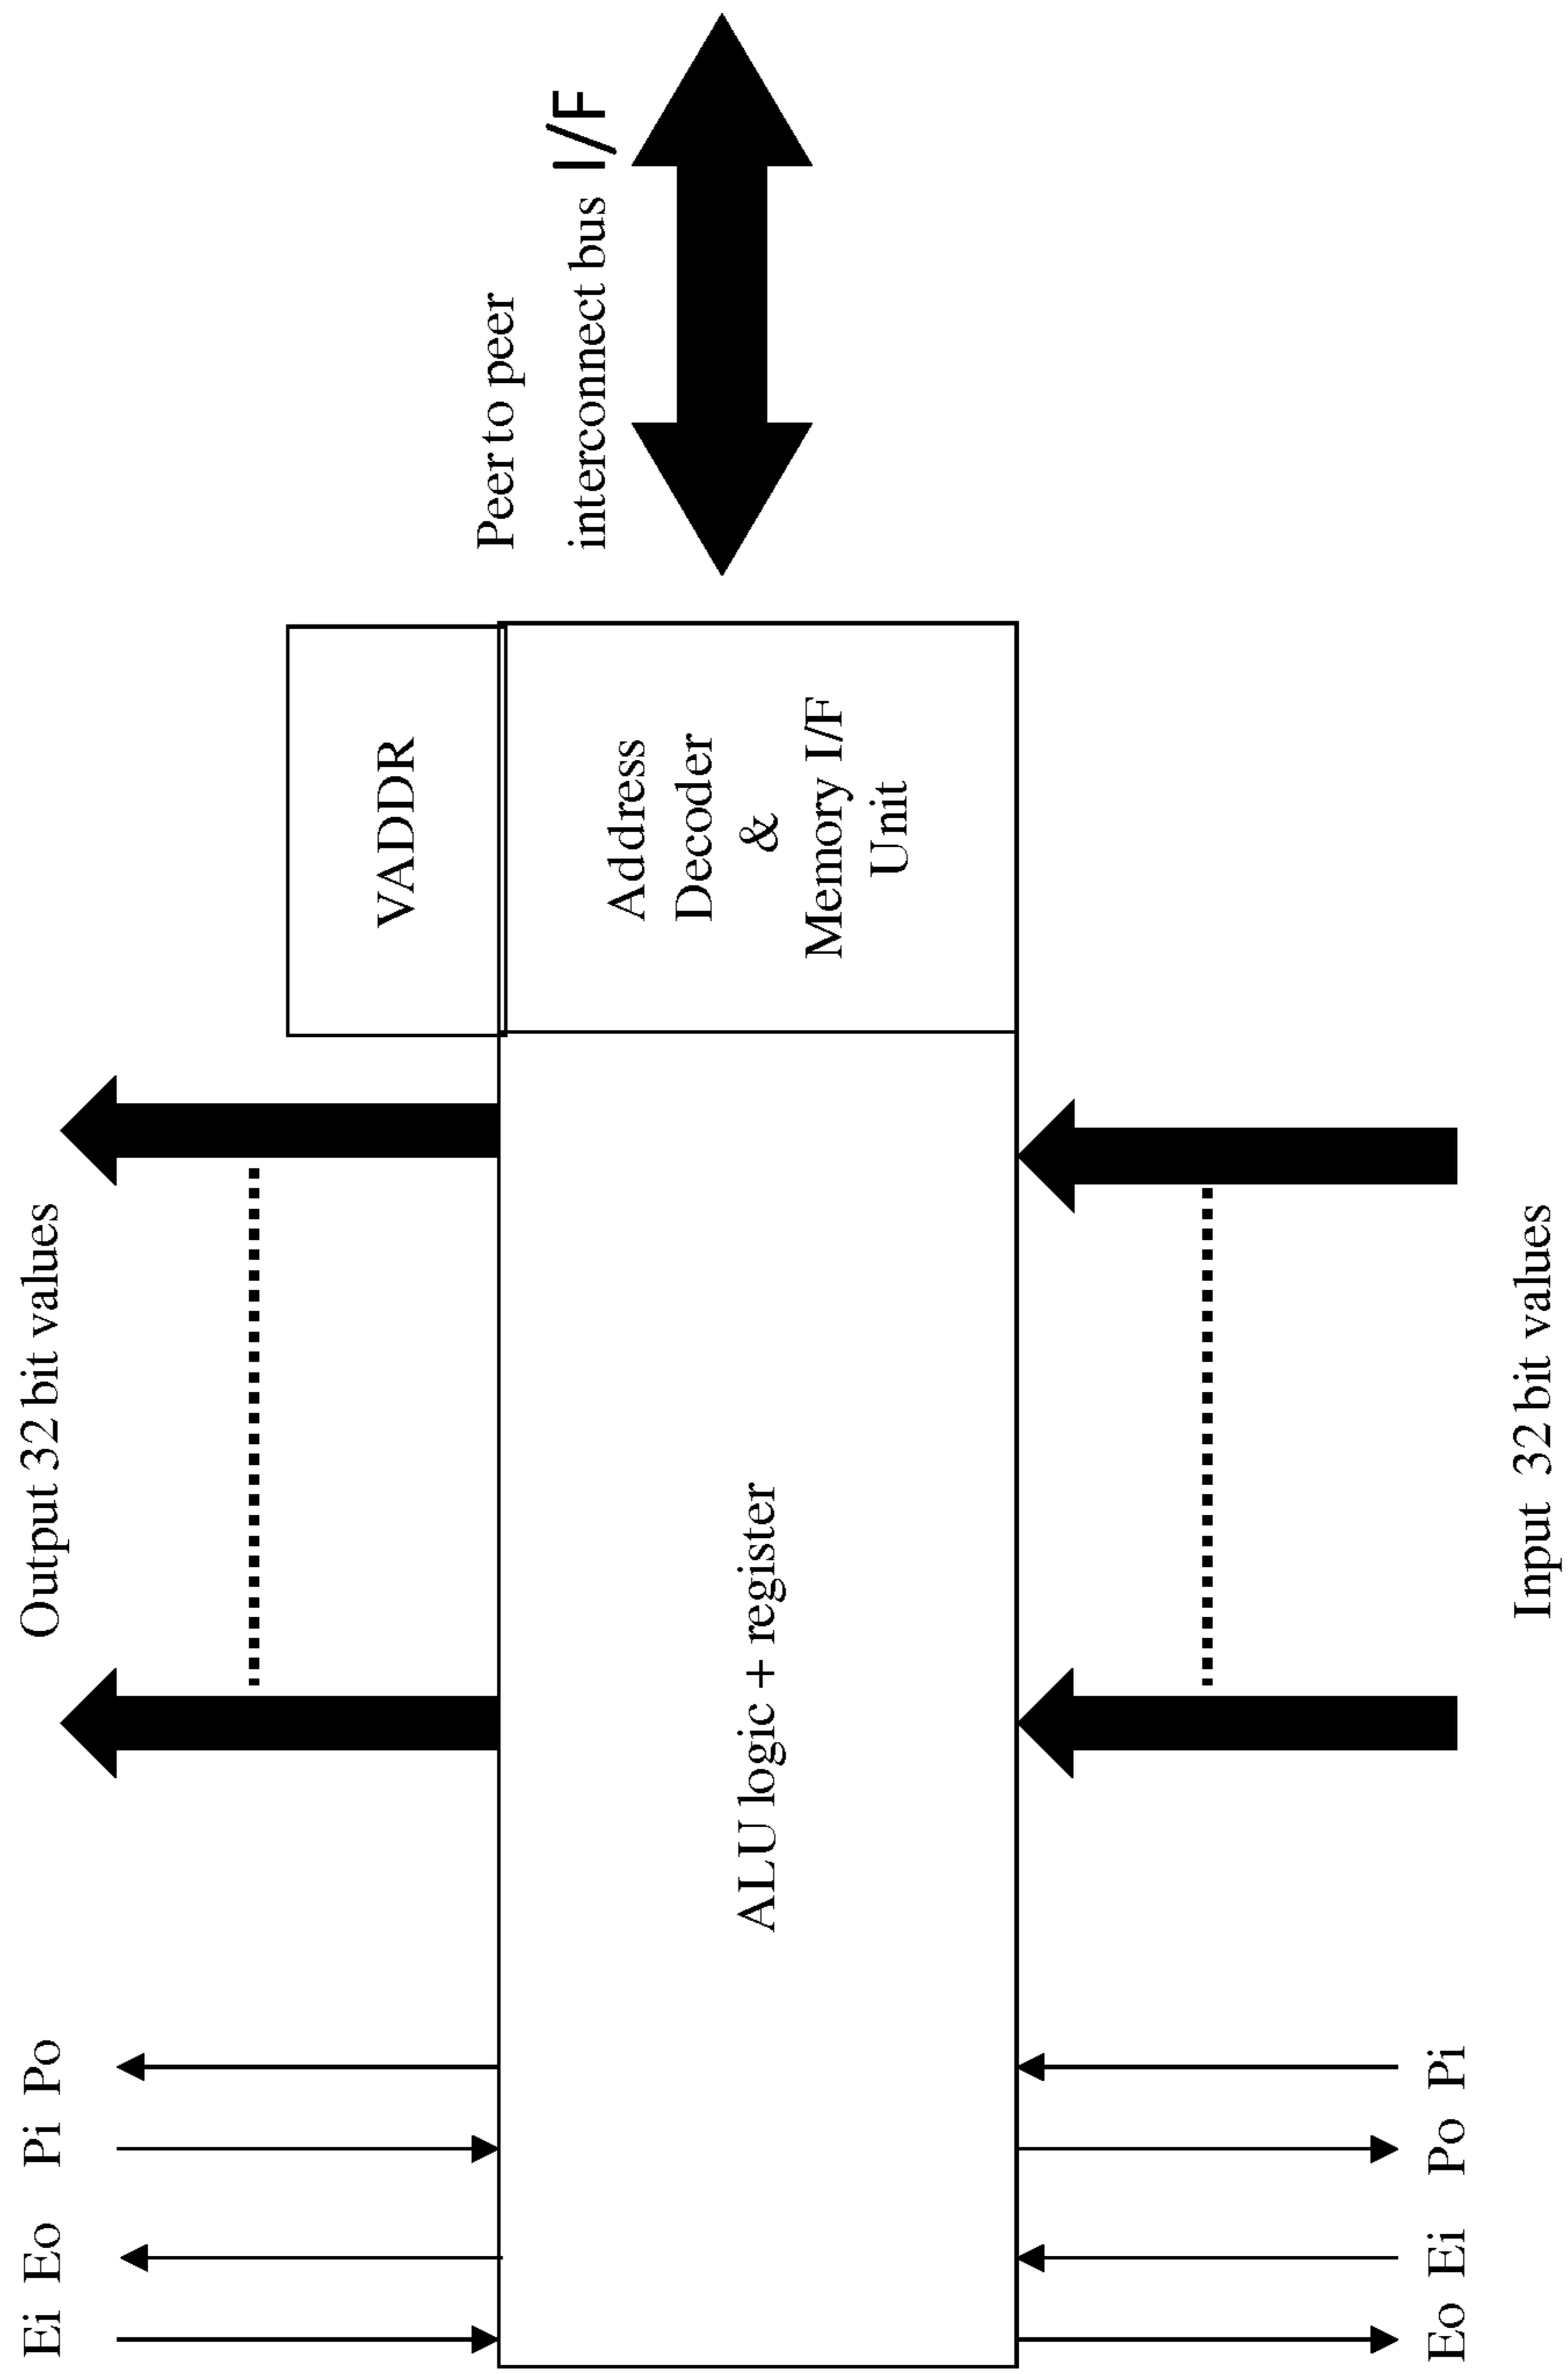 Ei Eo Pi Po
Output 32 bit values
VADDR
Peer to peer
interconnect bus I/F
ALU logic + register
Address
Decoder
&
Memory I/F
Unit
Eo Ei Po Pi
Input 32 bit values